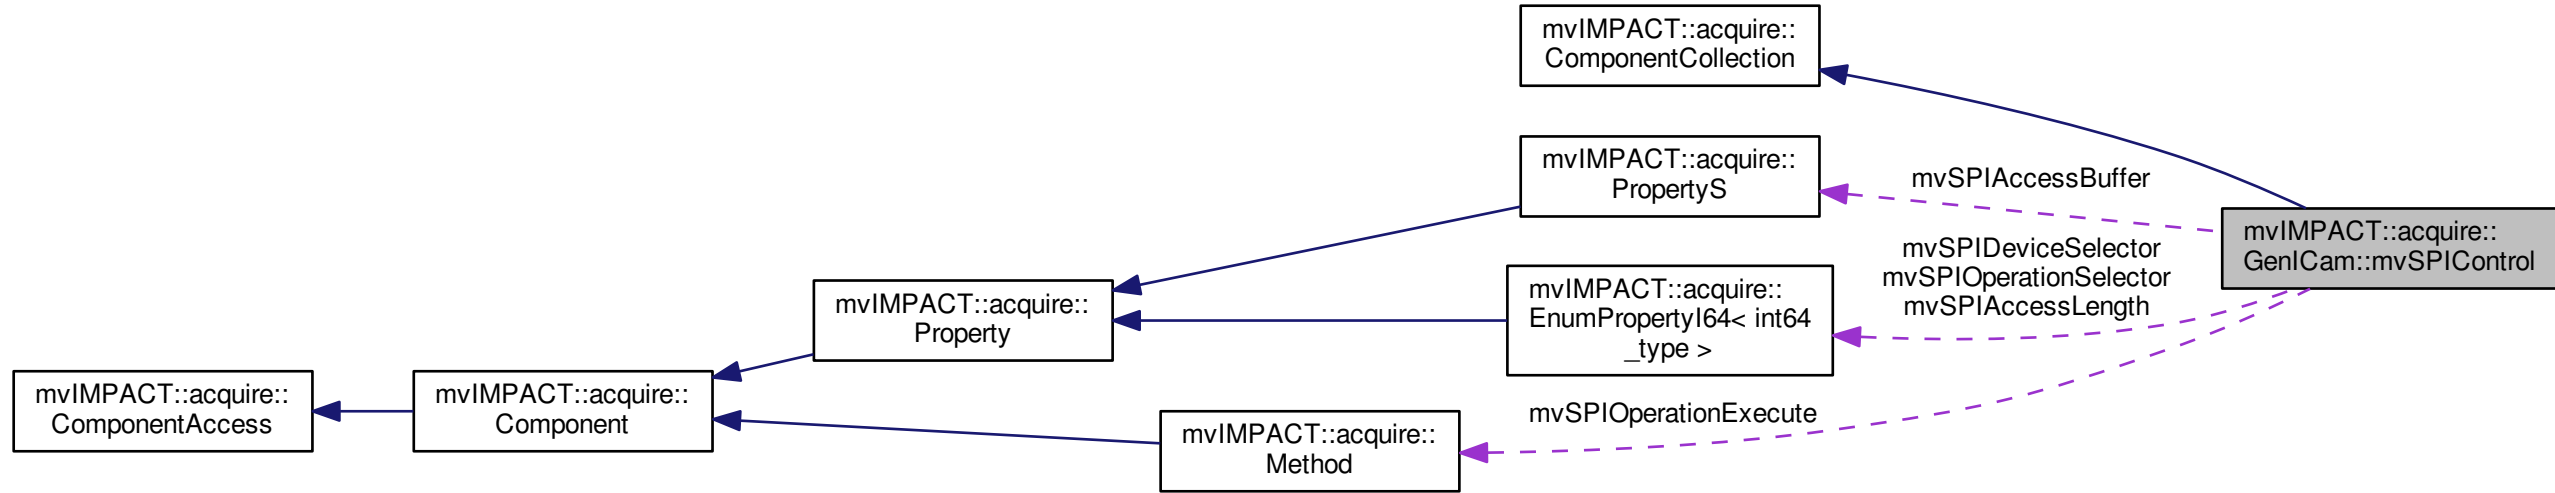 mvIMPACT::acquire::
ComponentCollection
mvIMPACT::acquire::
PropertyS
mvSPIAccessBuffer
mvIMPACT::acquire::
GenICam::mvSPIControl
mvSPIDeviceSelector
mvSPIOperationSelector
mvSPIAccessLength
mvIMPACT::acquire::
EnumPropertyI64< int64
_type >
mvIMPACT::acquire::
Property
mvIMPACT::acquire::
ComponentAccess
mvIMPACT::acquire::
Component
mvSPIOperationExecute
mvIMPACT::acquire::
Method